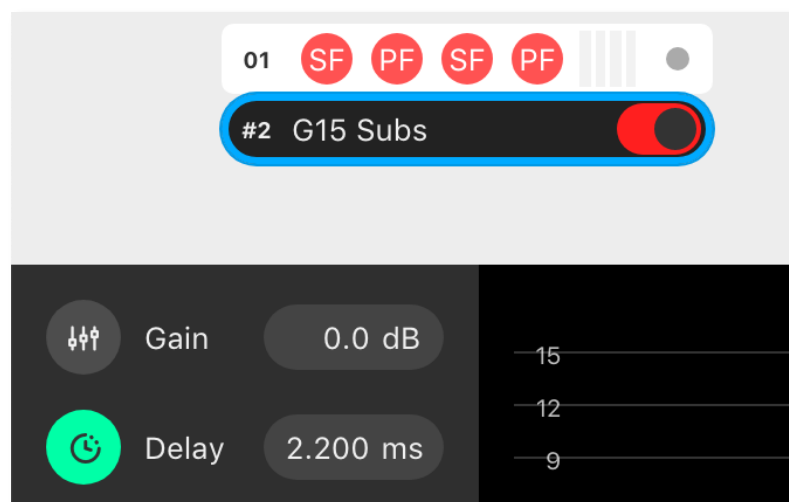 01 SF PF SF PF
#2 G15 Subs
Gain 0.0 dB
Delay 2.200 ms
15
12
9